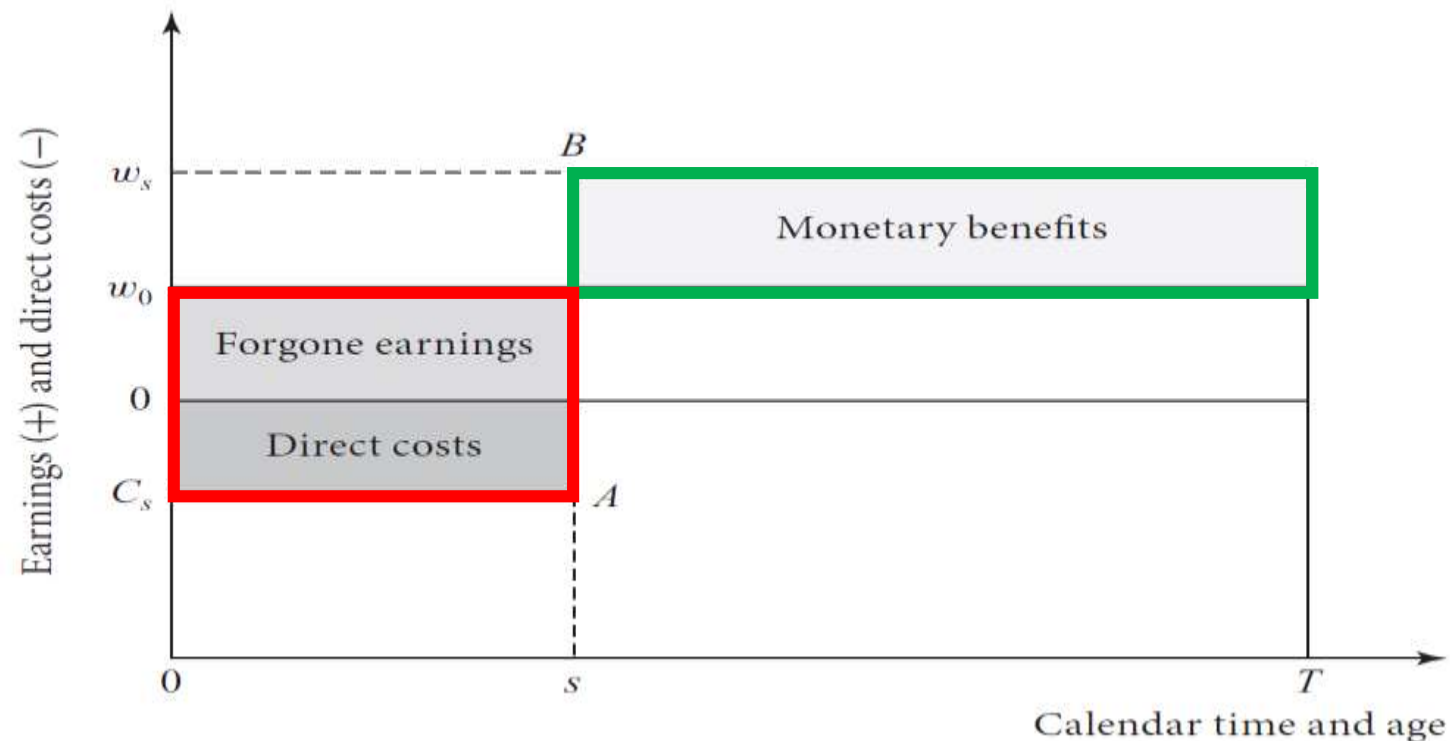 Earnings (+) and direct costs (−)
B
w_s
Monetary benefits
w_0
Forgone earnings
0
Direct costs
C_s
A
0
s
T
Calendar time and age